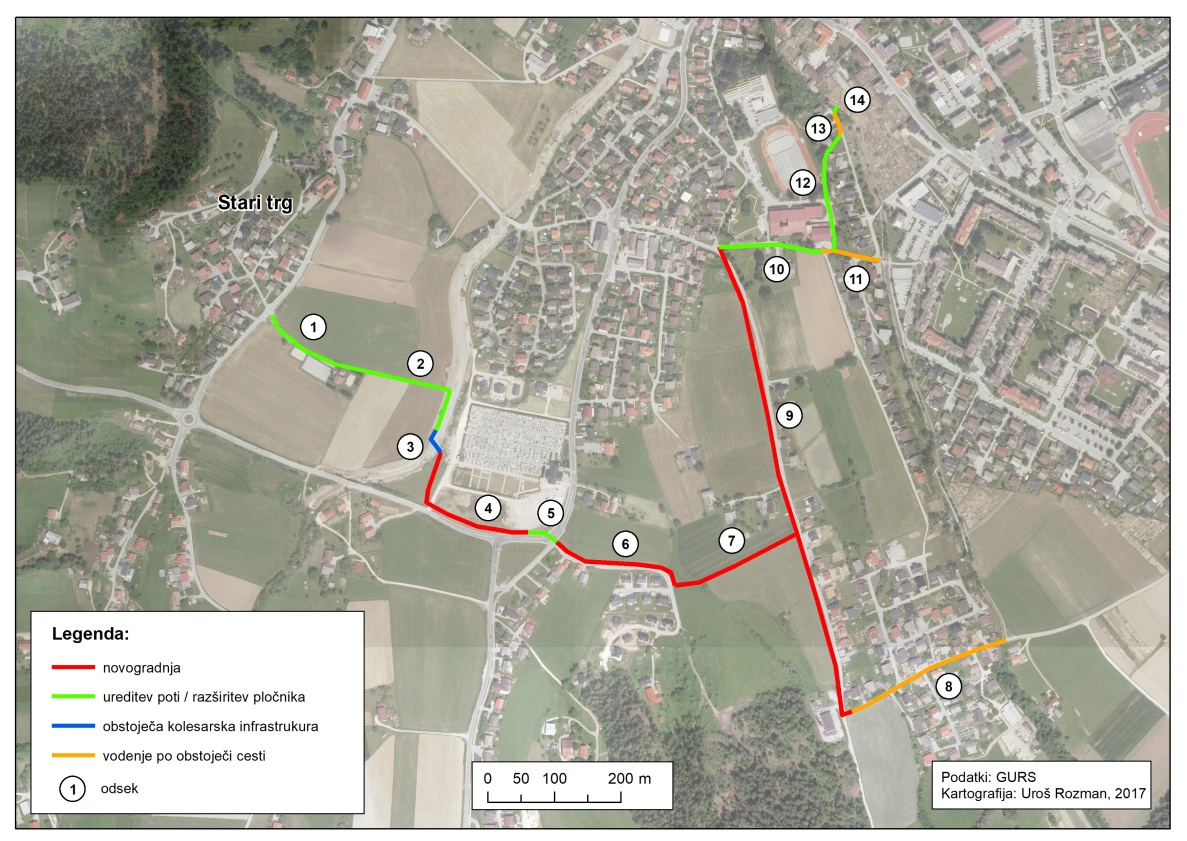 14
13
12
Stari trg
10
11
1
2
9
3
4
5
6
7
8
Legenda:
novogradnja
ureditev poti / razširitev pločnika
obstoječa kolesarska infrastrukura
vodenje po obstoječi cesti
1 odsek
0 50 100 200 m
Podatki: GURS
Kartografija: Uroš Rozman, 2017